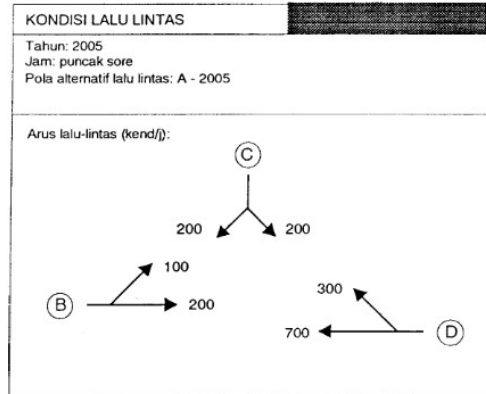 KONDISI LALU LINTAS
Tahun: 2005
Jam: puncak sore
Pola alternatif lalu lintas: A - 2005
Arus lalu-lintas (kend/j):
C
200 200
100
B 200
300
700 D